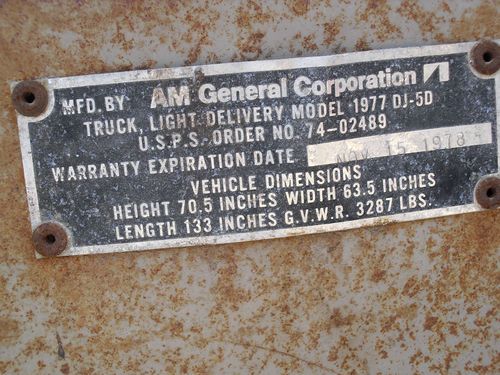 MFD. BY AM General Corporation
TRUCK, LIGHT DELIVERY MODEL 1977 DJ-5D
U.S.P.S. ORDER NO. 74-02489
WARRANTY EXPIRATION DATE NOV 15 1978
VEHICLE DIMENSIONS
HEIGHT 70.5 INCHES WIDTH 63.5 INCHES
LENGTH 133 INCHES G.V.W.R. 3287 LBS.